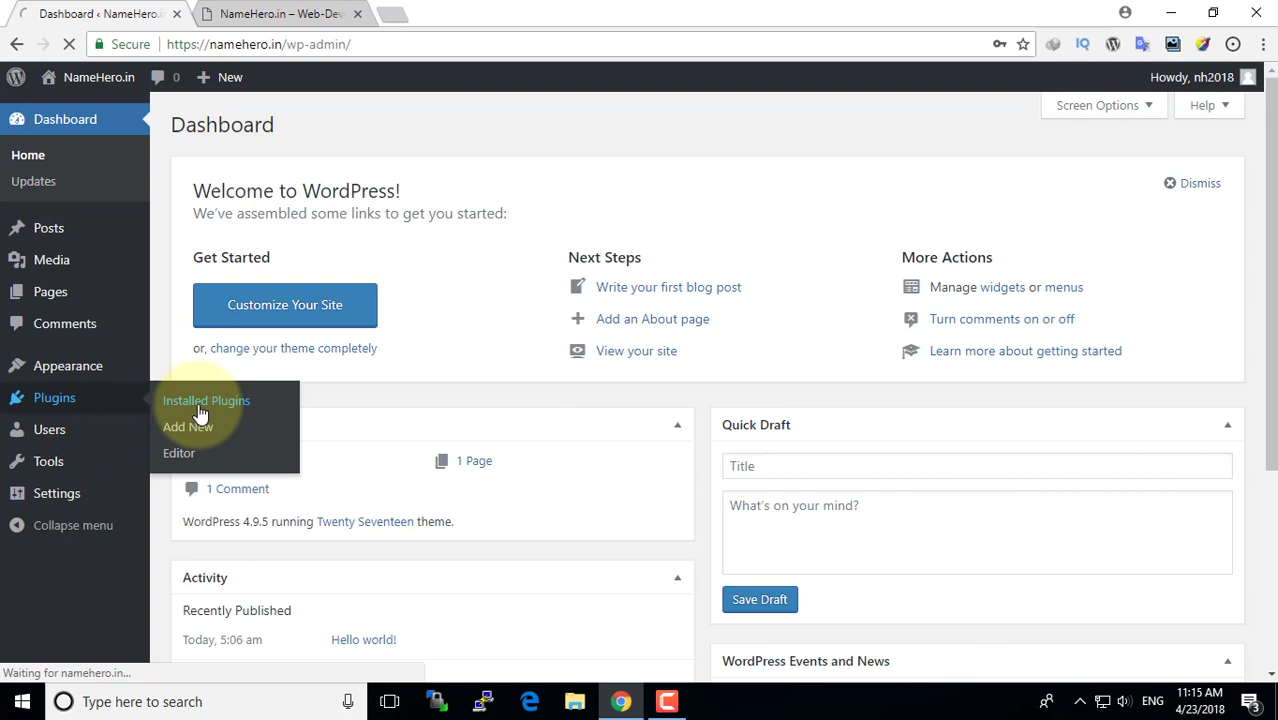 Dashboard ‹ NameHero.in
NameHero.in – Web-Dev
Secure
https://namehero.in/wp-admin/
IQ
NameHero.in
0
New
Howdy, nh2018
Dashboard
Home
Updates
Posts
Media
Pages
Comments
Appearance
Plugins
Users
Tools
Settings
Collapse menu
Installed Plugins
Add New
Editor
Screen Options
Help
Dashboard
Welcome to WordPress!
We've assembled some links to get you started:
Dismiss
Get Started
Customize Your Site
or, change your theme completely
Next Steps
Write your first blog post
Add an About page
View your site
More Actions
Manage widgets or menus
Turn comments on or off
Learn more about getting started
1 Page
1 Comment
WordPress 4.9.5 running Twenty Seventeen theme.
Activity
Recently Published
Today, 5:06 am
Hello world!
Quick Draft
Title
What's on your mind?
Save Draft
WordPress Events and News
Waiting for namehero.in...
Type here to search
ENG
11:15 AM
4/23/2018
3